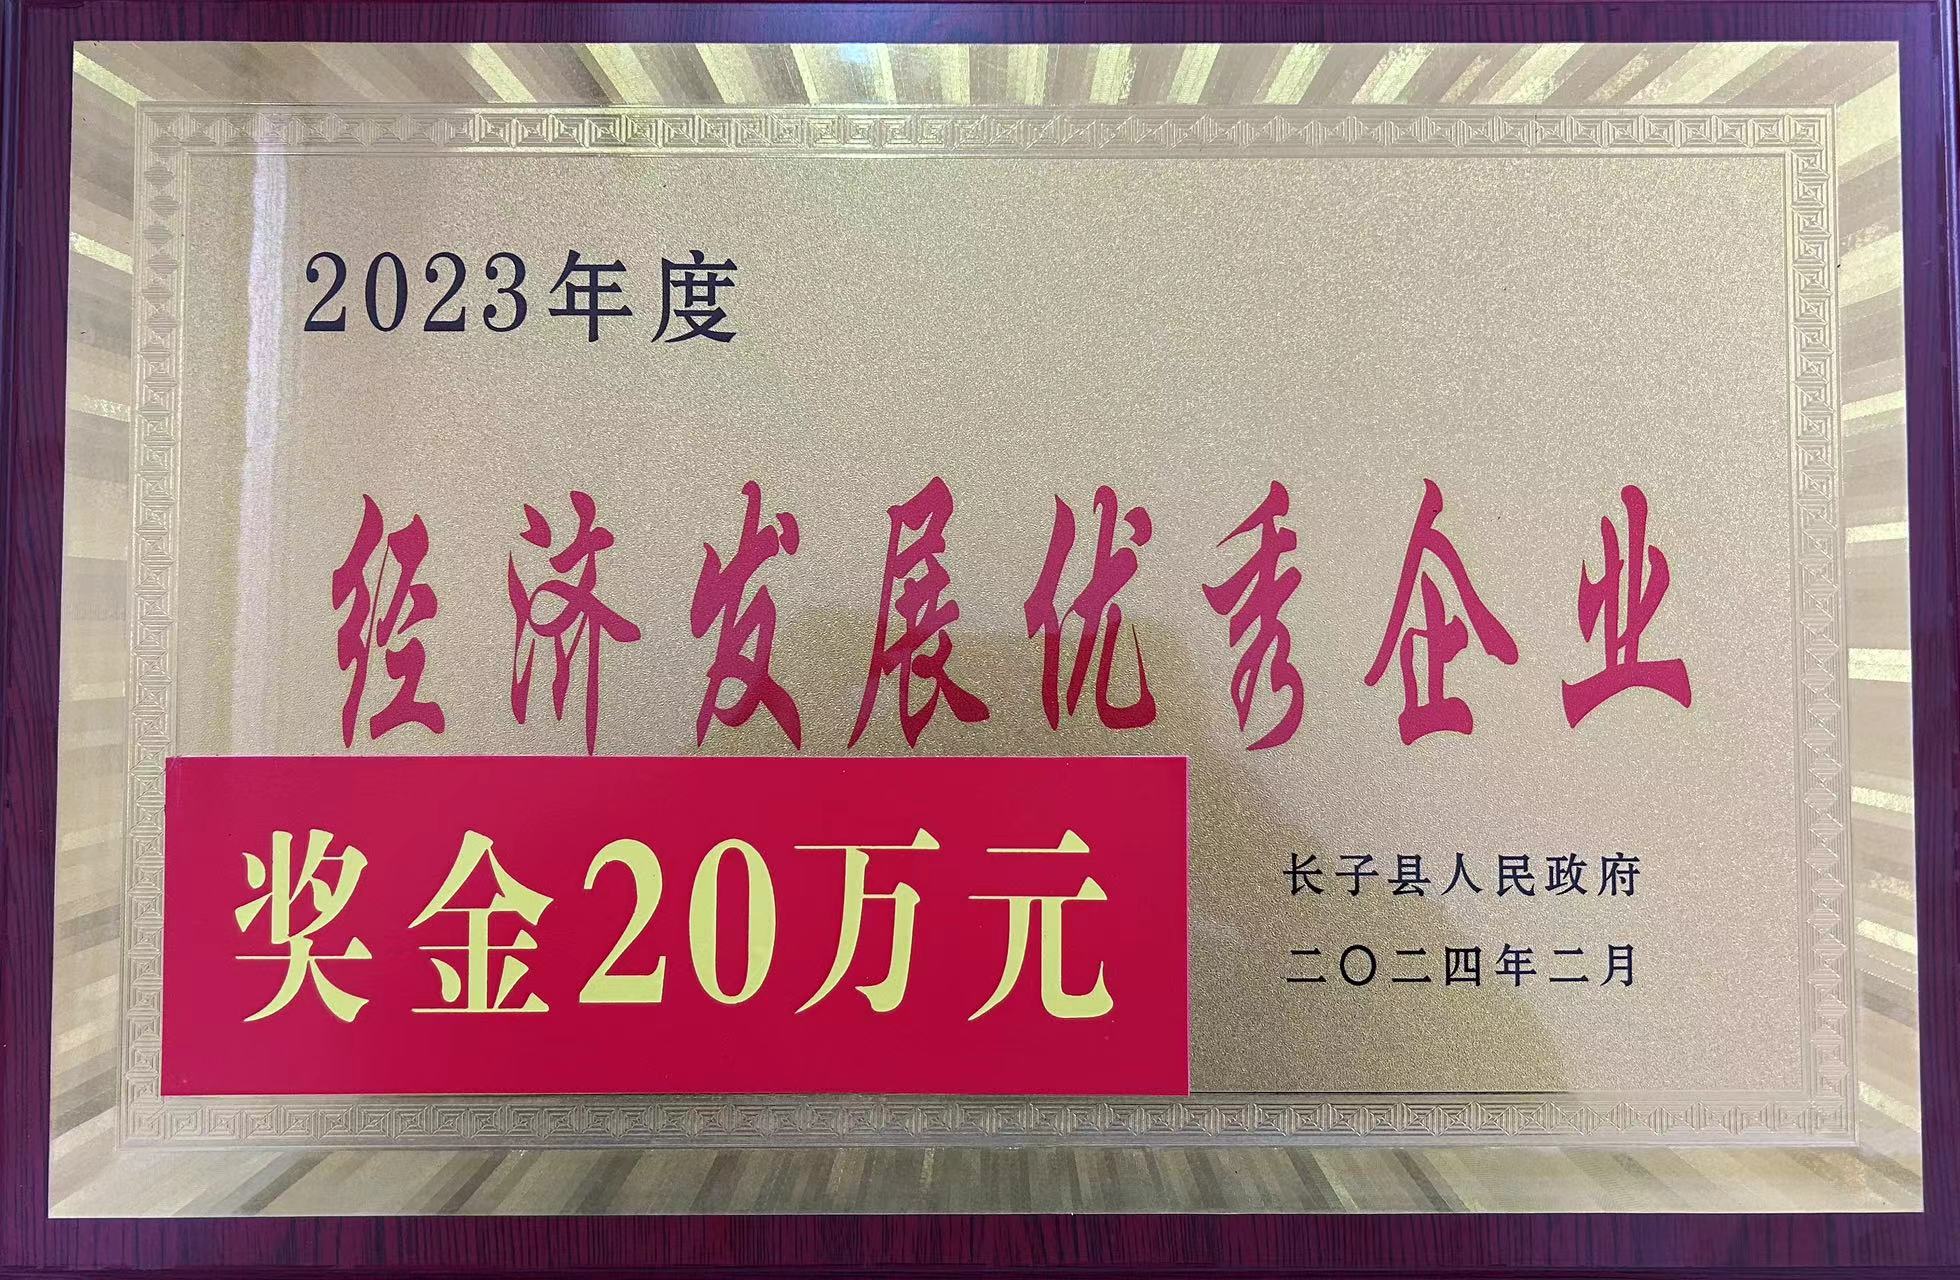 2023年度
经济发展优秀企业
奖金20万元
长子县人民政府
二〇二四年二月